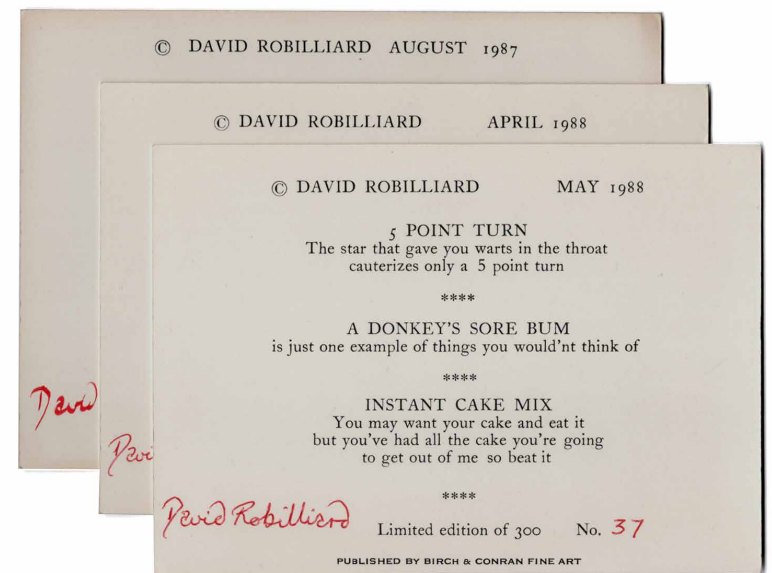 © DAVID ROBILLIARD AUGUST 1987
© DAVID ROBILLIARD APRIL 1988
© DAVID ROBILLIARD MAY 1988
5 POINT TURN
The star that gave you warts in the throat
cauterizes only a 5 point turn
****
A DONKEY'S SORE BUM
is just one example of things you would'nt think of
****
INSTANT CAKE MIX
You may want your cake and eat it
but you've had all the cake you're going
to get out of me so beat it
****
David
Davi
David Robilliard
Limited edition of 300 No. 37
PUBLISHED BY BIRCH & CONRAN FINE ART